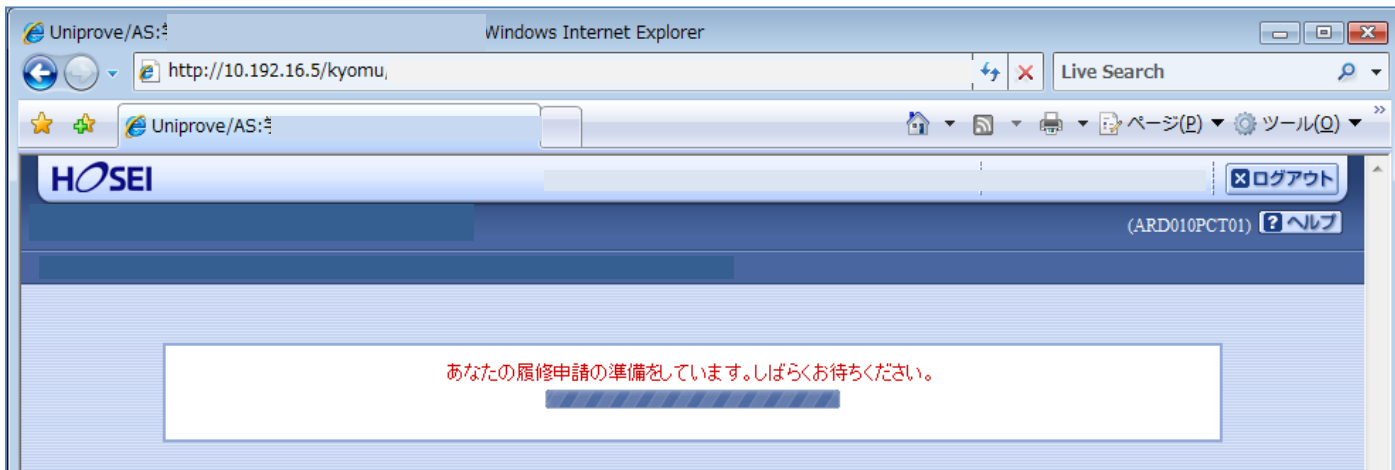 Uniprove/AS:
Windows Internet Explorer
http://10.192.16.5/kyomu
Live Search
Uniprove/AS:
ページ(P)
ツール(O)
HOSEI
ログアウト
(ARD010PCT01)
? ヘルプ
あなたの履修申請の準備をしています。しばらくお待ちください。